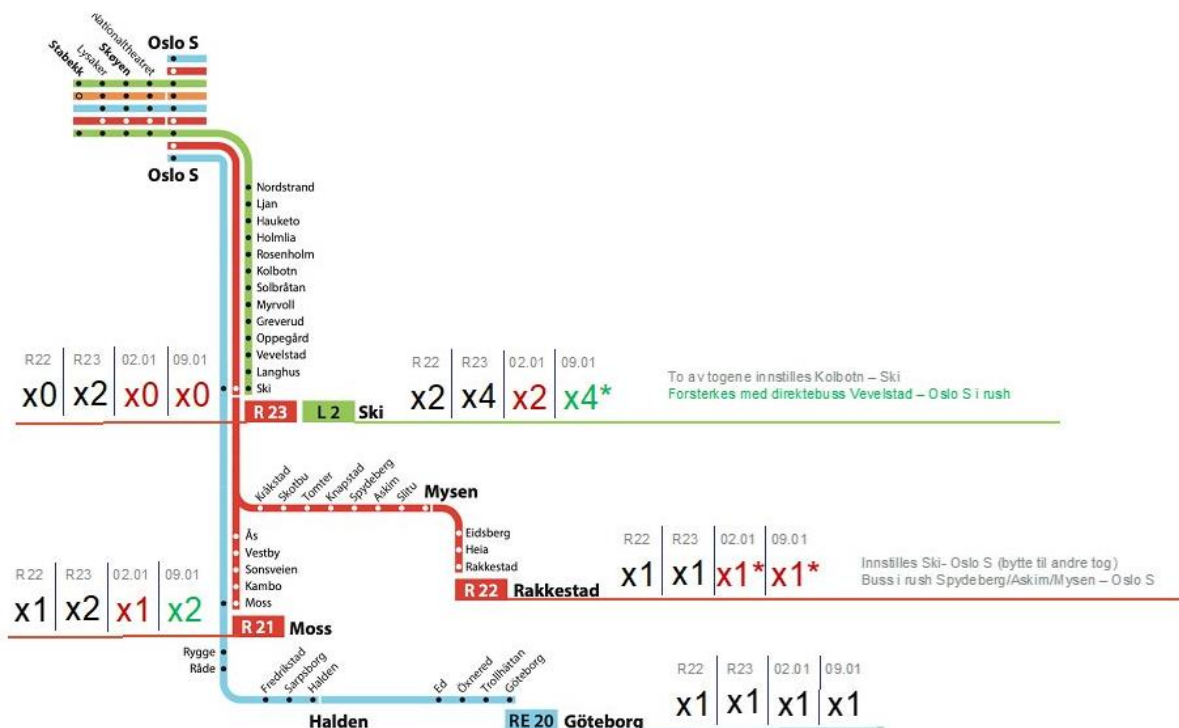 Nationaltheatret
Oslo S
Skøyen
Lysaker
Stabekk
Oslo S
Nordstrand
Ljan
Hauketo
Holmlia
Rosenholm
Kolbotn
Solbråtan
Myrvoll
Greverud
Oppegård
Vevelstad
Langhus
Ski
R22 R23 02.01 09.01
x0 x2 x0 x0
R22 R23 02.01 09.01
x2 x4 x2 x4*
To av togene innstilles Kolbotn – Ski
Forsterkes med direktebuss Vevelstad – Oslo S i rush
R 23 L 2 Ski
Kråkstad
Skotbu
Tomter
Knapstad
Spydeberg
Askim
Slitu
Mysen
Eidsberg
Heia
Rakkestad
R 22 Rakkestad
R22 R23 02.01 09.01
x1 x1 x1* x1*
Innstilles Ski- Oslo S (bytte til andre tog)
Buss i rush Spydeberg/Askim/Mysen – Oslo S
Ås
Vestby
Sonsveien
Kambo
Moss
R22 R23 02.01 09.01
x1 x2 x1 x2
R 21 Moss
Rygge
Råde
Fredrikstad
Sarpsborg
Halden
Ed
Öxnered
Trollhättan
Göteborg
Halden
RE 20 Göteborg
R22 R23 02.01 09.01
x1 x1 x1 x1